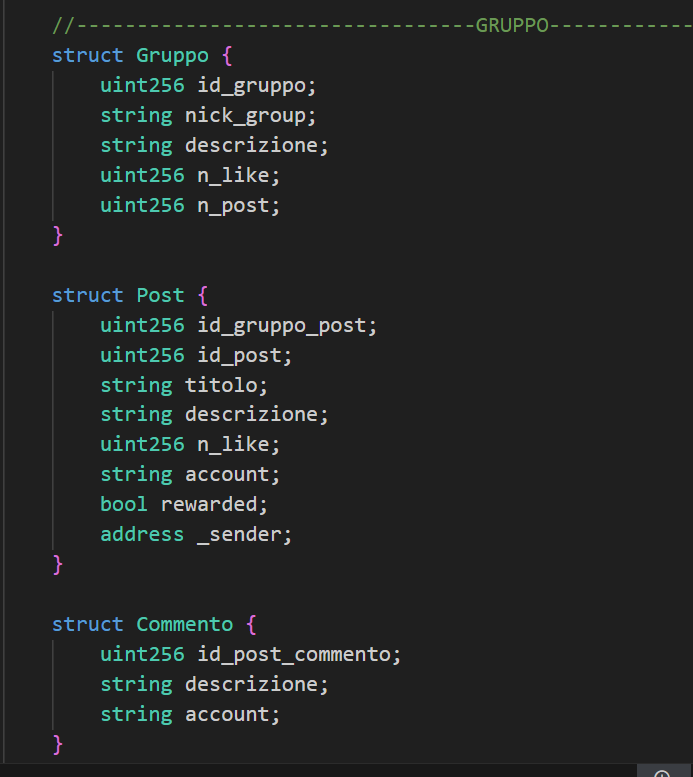 //---------------------------------GRUPPO------------
struct Gruppo {
uint256 id_gruppo;
string nick_group;
string descrizione;
uint256 n_like;
uint256 n_post;
}
struct Post {
uint256 id_gruppo_post;
uint256 id_post;
string titolo;
string descrizione;
uint256 n_like;
string account;
bool rewarded;
address _sender;
}
struct Commento {
uint256 id_post_commento;
string descrizione;
string account;
}